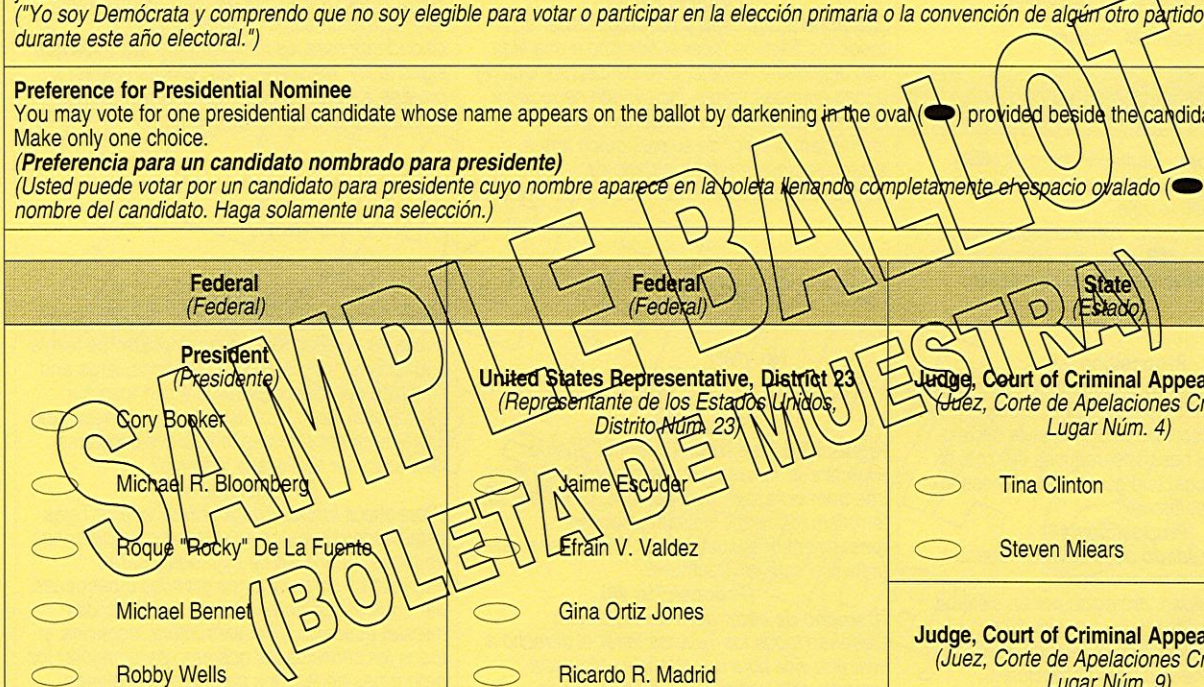 ("Yo soy Demócrata y comprendo que no soy elegible para votar o participar en la elección primaria o la convención de algún otro partido
durante este año electoral.")
Preference for Presidential Nominee
You may vote for one presidential candidate whose name appears on the ballot by darkening in the oval ( ) provided beside the
Make only one choice.
(Preferencia para un candidato nombrado para presidente)
(Usted puede votar por un candidato para presidente cuyo nombre aparece en la boleta llenando completamente el espacio ovalado (
nombre del candidato. Haga solamente una selección.)
SAMPLE BALLOT
(BOLETA DE MUESTRA)
Federal
(Federal)
President
(Presidente)
Cory Booker
Michael R. Bloomberg
Roque "Rocky" De La Fuente
Michael Bennet
Robby Wells
Federal
(Federal)
United States Representative, District 23
(Representante de los Estados Unidos,
Distrito Núm. 23)
Jaime Escuder
Efrain V. Valdez
Gina Ortiz Jones
Ricardo R. Madrid
State
(Estado)
Judge, Court of Criminal
(Juez, Corte de Apelaciones
Lugar Núm. 4)
Tina Clinton
Steven Miears
Judge, Court of Criminal
(Juez, Corte de Apelaciones
Lugar Núm. 9)